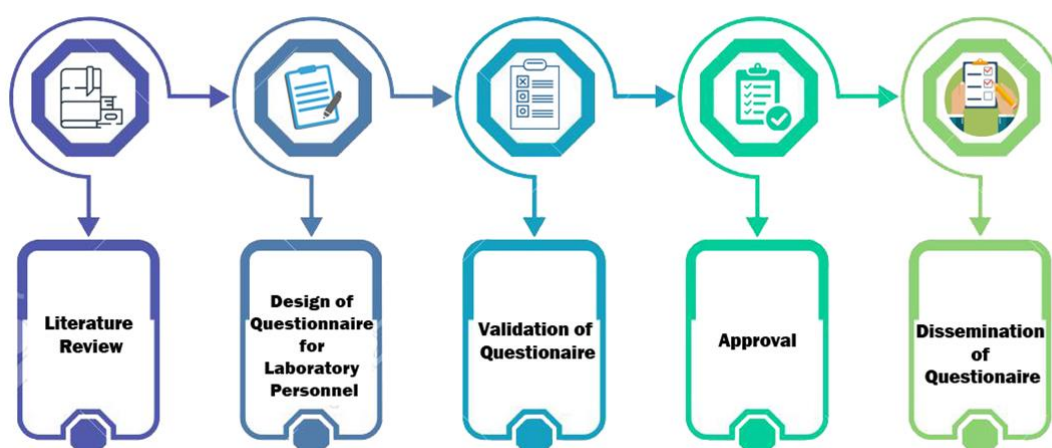 Literature
Review
Design of
Questionnaire
for
Laboratory
Personnel
Validation of
Questionaire
Approval
Dissemination
of
Questionaire